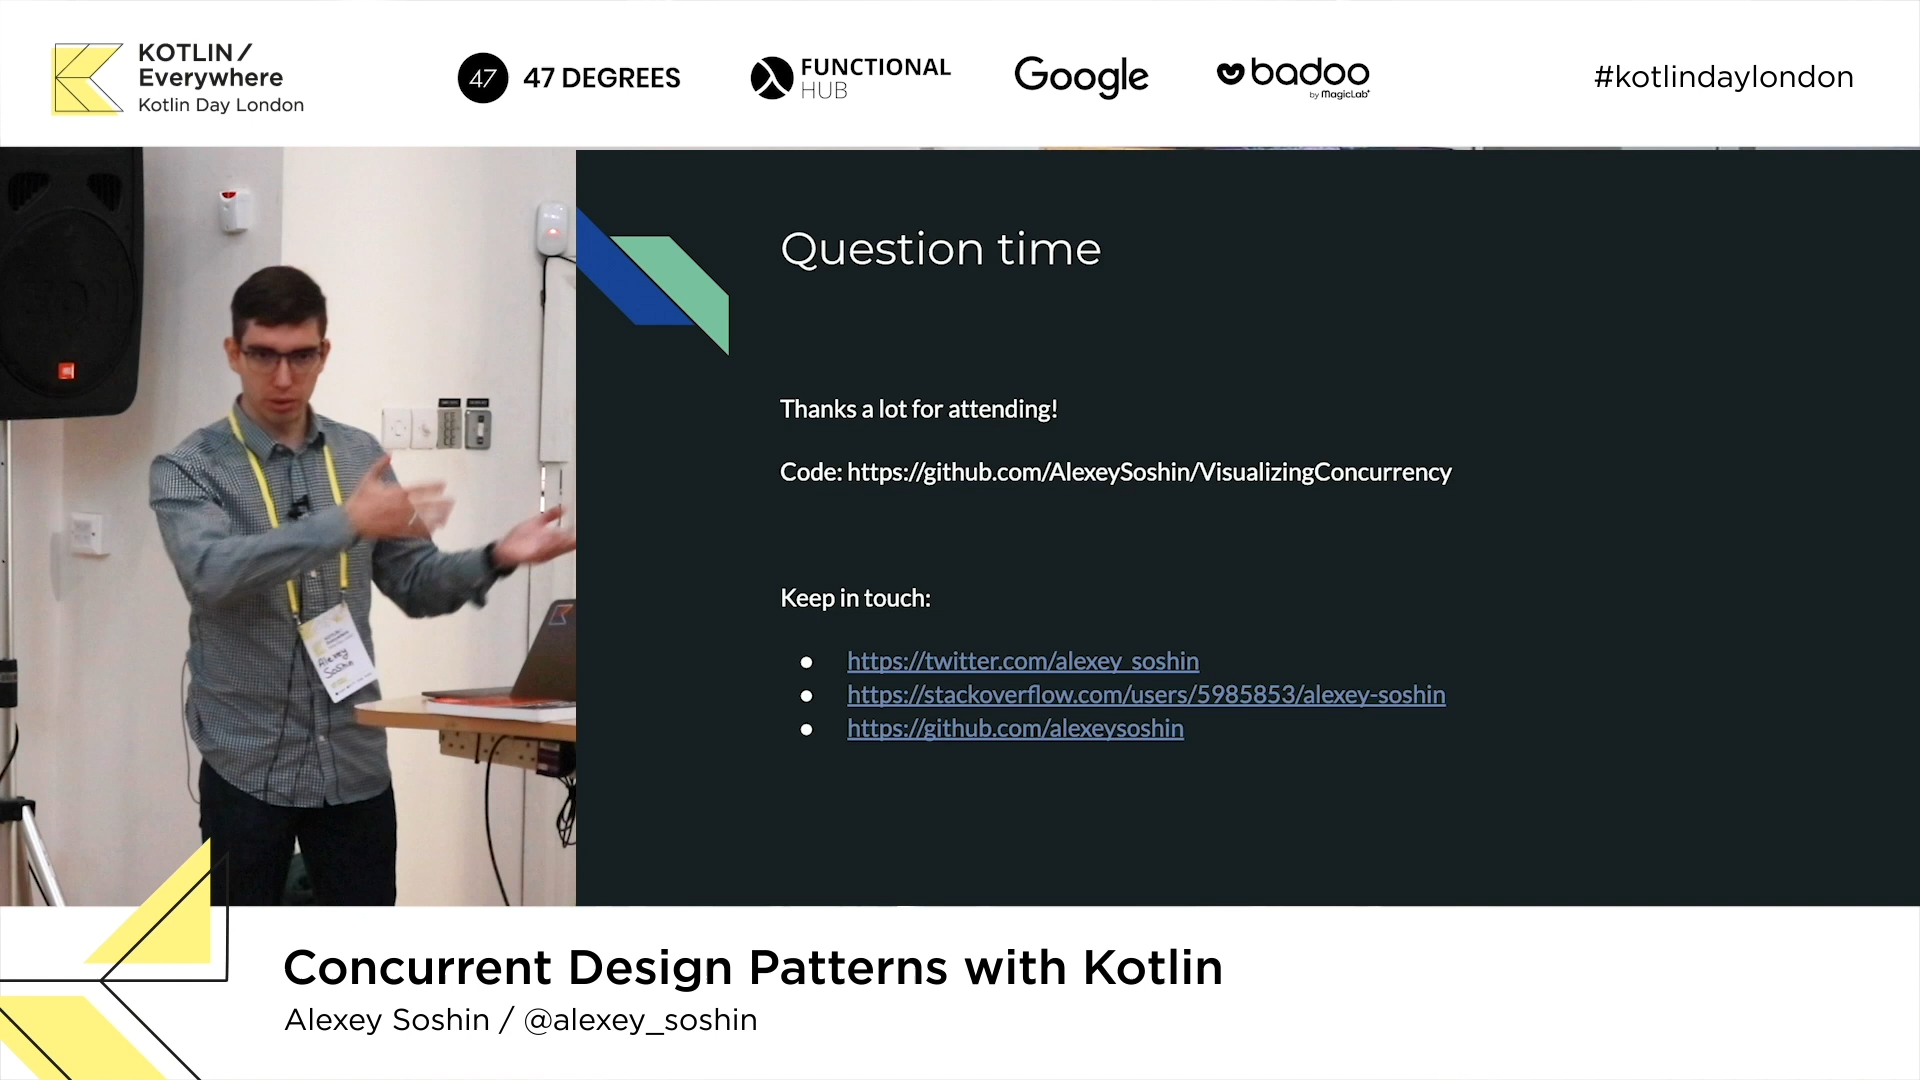 KOTLIN /
Everywhere
Kotlin Day London
47
47 DEGREES
FUNCTIONAL
HUB
Google
badoo
by MagicLab
#kotlindaylondon
Question time
Thanks a lot for attending!
Code: https://github.com/AlexeySoshin/VisualizingConcurrency
Keep in touch:
https://twitter.com/alexey_soshin
https://stackoverflow.com/users/5985853/alexey-soshin
https://github.com/alexeysoshin
Alexey
Soshin
Concurrent Design Patterns with Kotlin
Alexey Soshin / @alexey_soshin